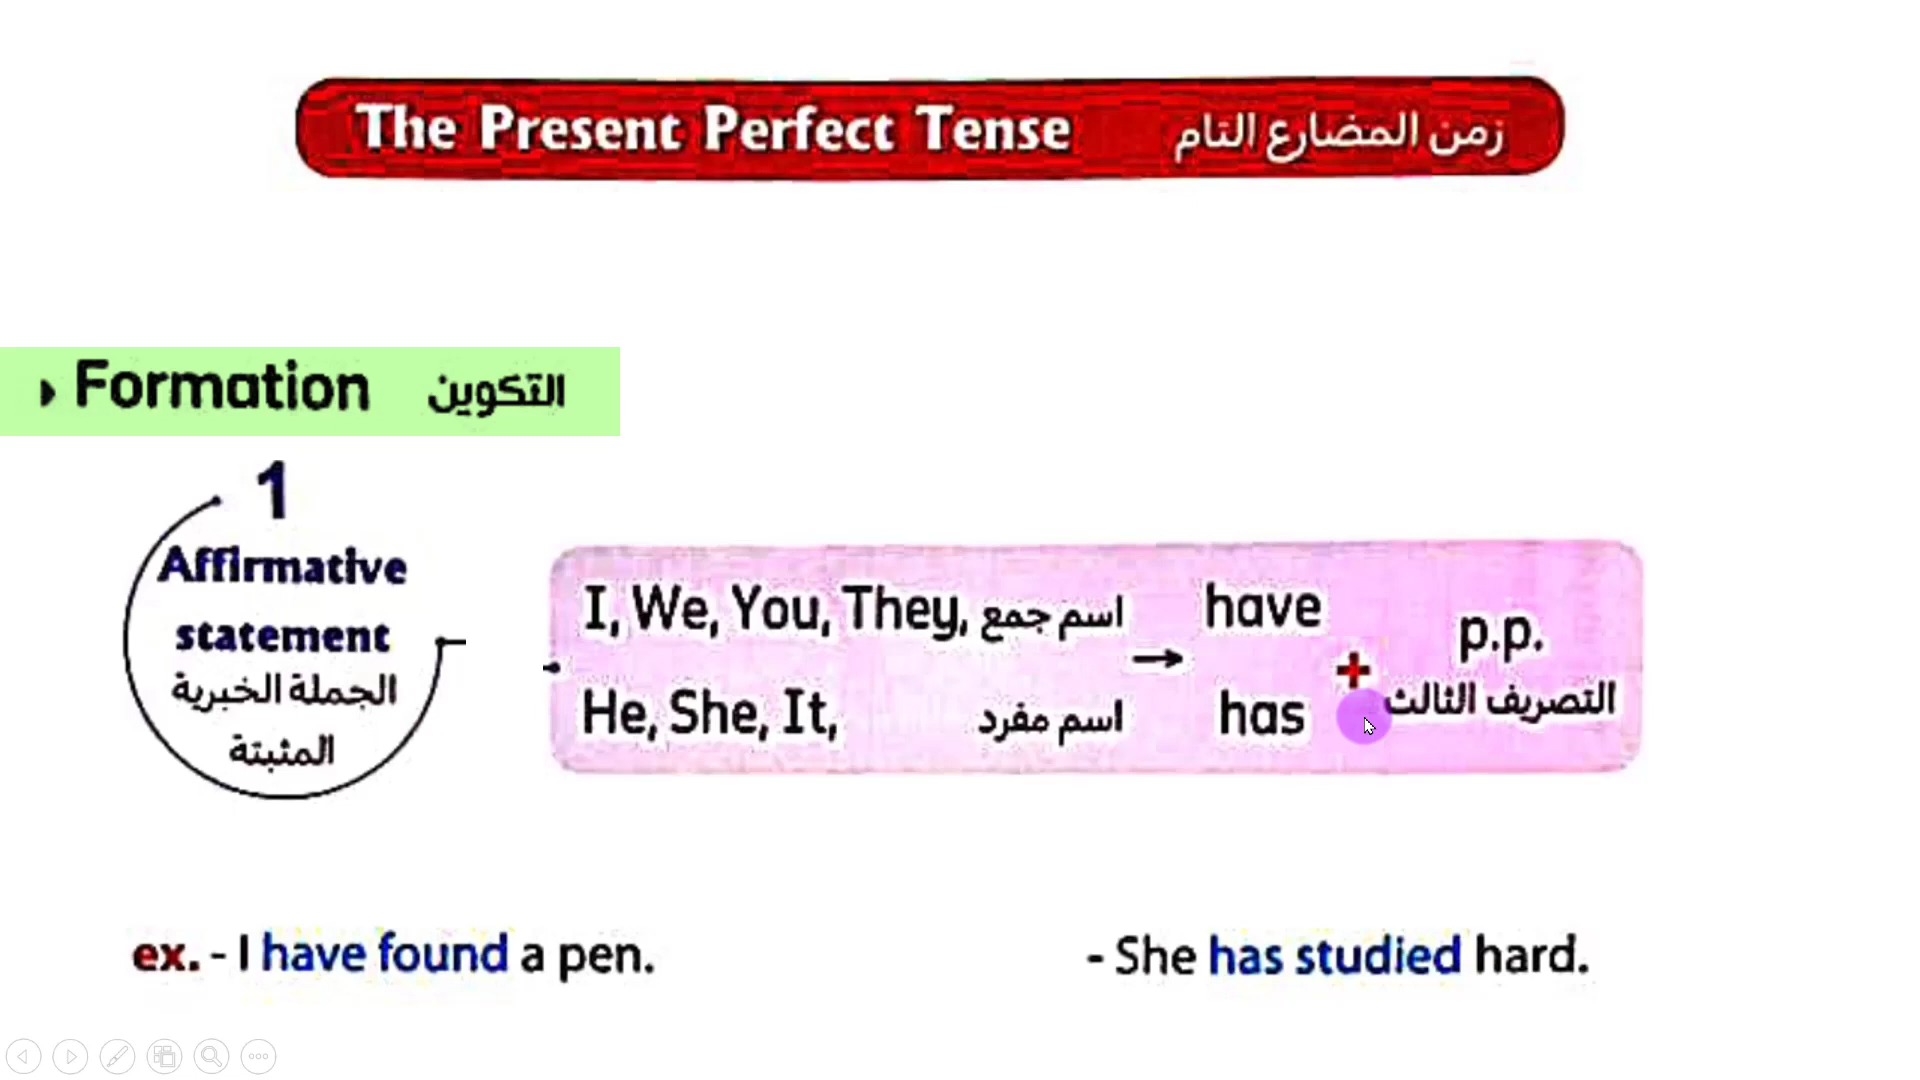 The Present Perfect Tense زمن المضارع التام
Formation التكوين
1
Affirmative
statement
الجملة الخبرية
المثبتة
I, We, You, They, اسم جمع → have
He, She, It, اسم مفرد has
+
p.p.
التصريف الثالث
ex. - I have found a pen.
- She has studied hard.